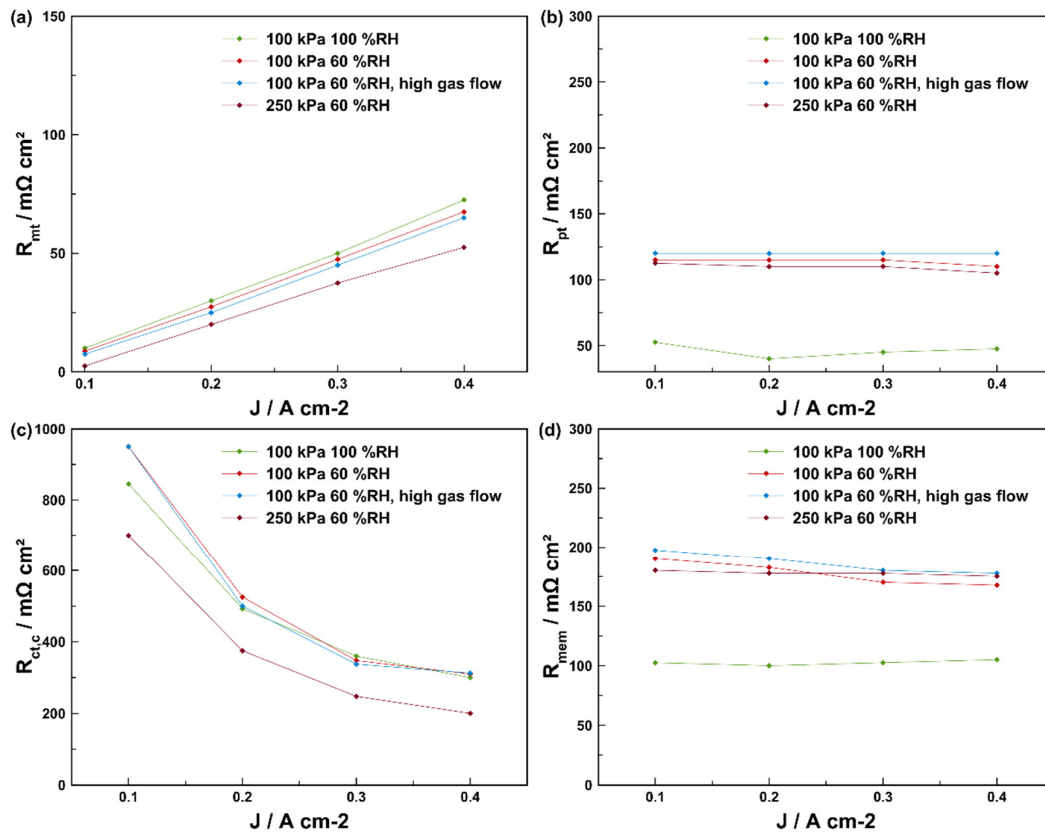 (a)
150
100
50
0
R_mt / mΩ cm²
100 kPa 100 %RH
100 kPa 60 %RH
100 kPa 60 %RH, high gas flow
250 kPa 60 %RH
0.1 0.2 0.3 0.4
J / A cm-2
(b)
300
250
200
150
100
50
R_pt / mΩ cm²
100 kPa 100 %RH
100 kPa 60 %RH
100 kPa 60 %RH, high gas flow
250 kPa 60 %RH
0.1 0.2 0.3 0.4
J / A cm-2
(c)
1000
800
600
400
200
0
R_ct,c / mΩ cm²
100 kPa 100 %RH
100 kPa 60 %RH
100 kPa 60 %RH, high gas flow
250 kPa 60 %RH
0.1 0.2 0.3 0.4
J / A cm-2
(d)
300
250
200
150
100
50
0
R_mem / mΩ cm²
100 kPa 100 %RH
100 kPa 60 %RH
100 kPa 60 %RH, high gas flow
250 kPa 60 %RH
0.1 0.2 0.3 0.4
J / A cm-2